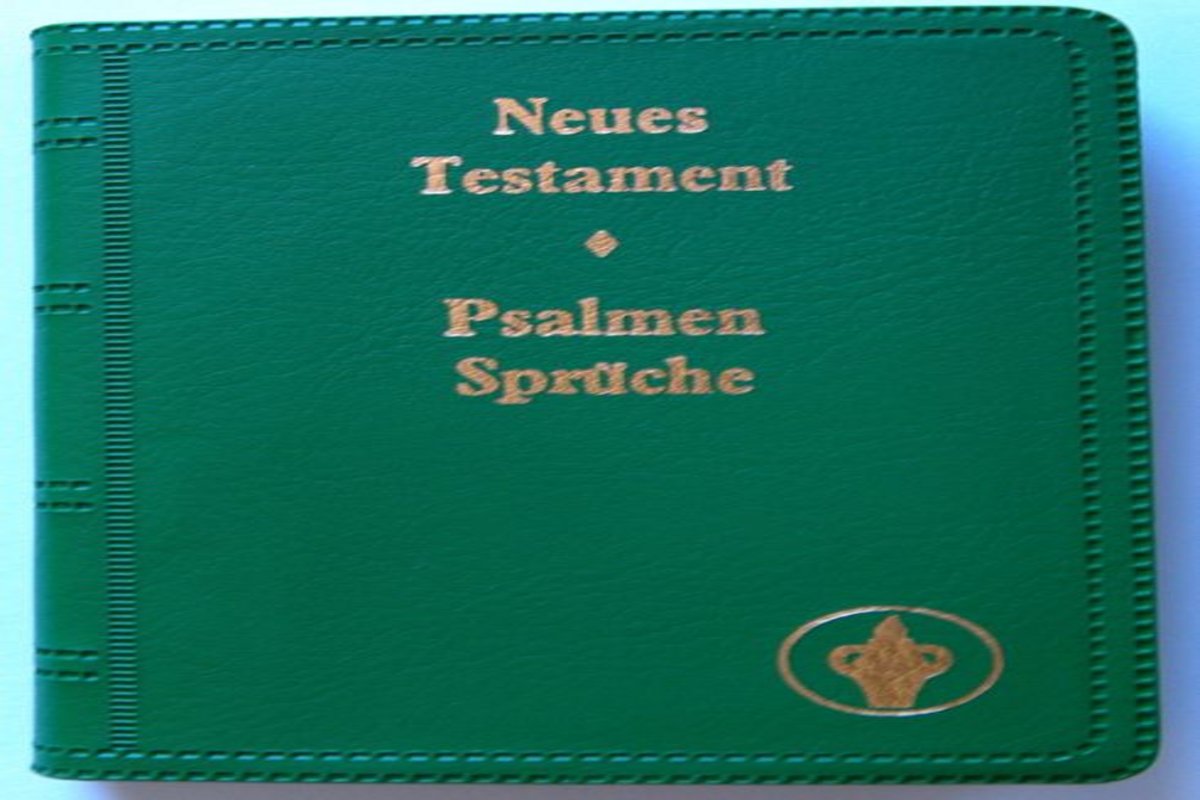 Neues
Testament
Psalmen
Sprüche